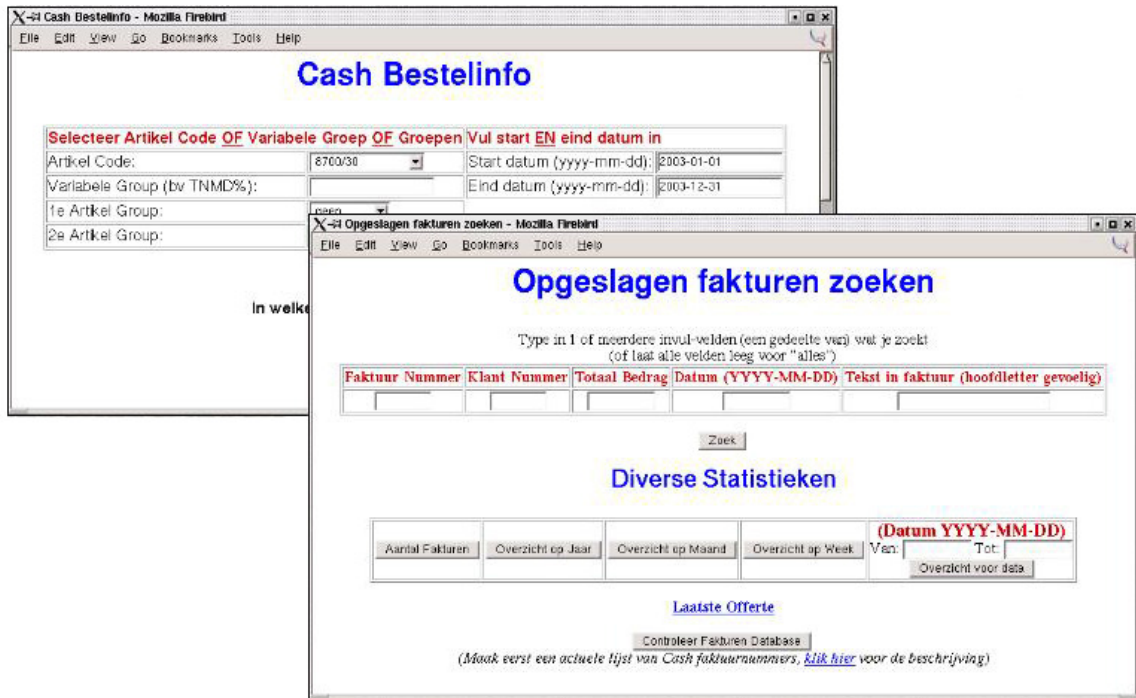 Cash Bestelinfo - Mozilla Firebird
File Edit View Go Bookmarks Tools Help
Cash Bestelinfo
Selecteer Artikel Code OF Variabele Groep OF Groepen Vul start EN eind datum in
Artikel Code: 8700/30 Start datum (yyyy-mm-dd): 2003-01-01
Variabele Group (bv TNMD%): Eind datum (yyyy-mm-dd): 2003-12-31
1e Artikel Group: geen
2e Artikel Group:
In welke
Opgeslagen fakturen zoeken - Mozilla Firebird
File Edit View Go Bookmarks Tools Help
Opgeslagen fakturen zoeken
Type in 1 of meerdere invul-velden (een gedeelte van) wat je zoekt
(of laat alle velden leeg voor "alles")
Faktuur Nummer Klant Nummer Totaal Bedrag Datum (YYYY-MM-DD) Tekst in faktuur (hoofdletter gevoelig)
Zoek
Diverse Statistieken
(Datum YYYY-MM-DD)
Aantal Fakturen Overzicht op Jaar Overzicht op Maand Overzicht op Week Van: Tot:
Overzicht voor data
Laatste Offerte
Controleer Fakturen Database
(Maak eerst een actuele lijst van Cash faktuurnummers, klik hier voor de beschrijving)